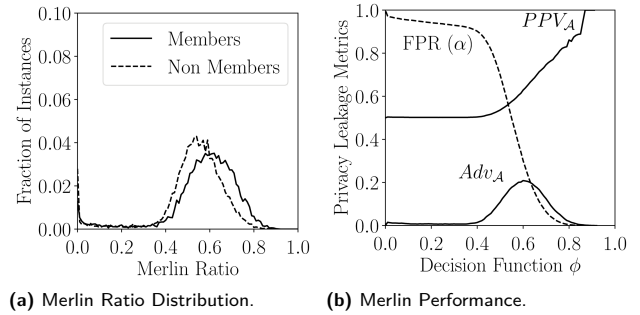 0.10
0.08
0.06
0.04
0.02
0.00
Fraction of Instances
Members
Non Members
0.0 0.2 0.4 0.6 0.8 1.0
Merlin Ratio
(a) Merlin Ratio Distribution.
1.0
0.8
0.6
0.4
0.2
0.0
Privacy Leakage Metrics
FPR (α)
PPV𝒜
Adv𝒜
0.0 0.2 0.4 0.6 0.8 1.0
Decision Function ϕ
(b) Merlin Performance.